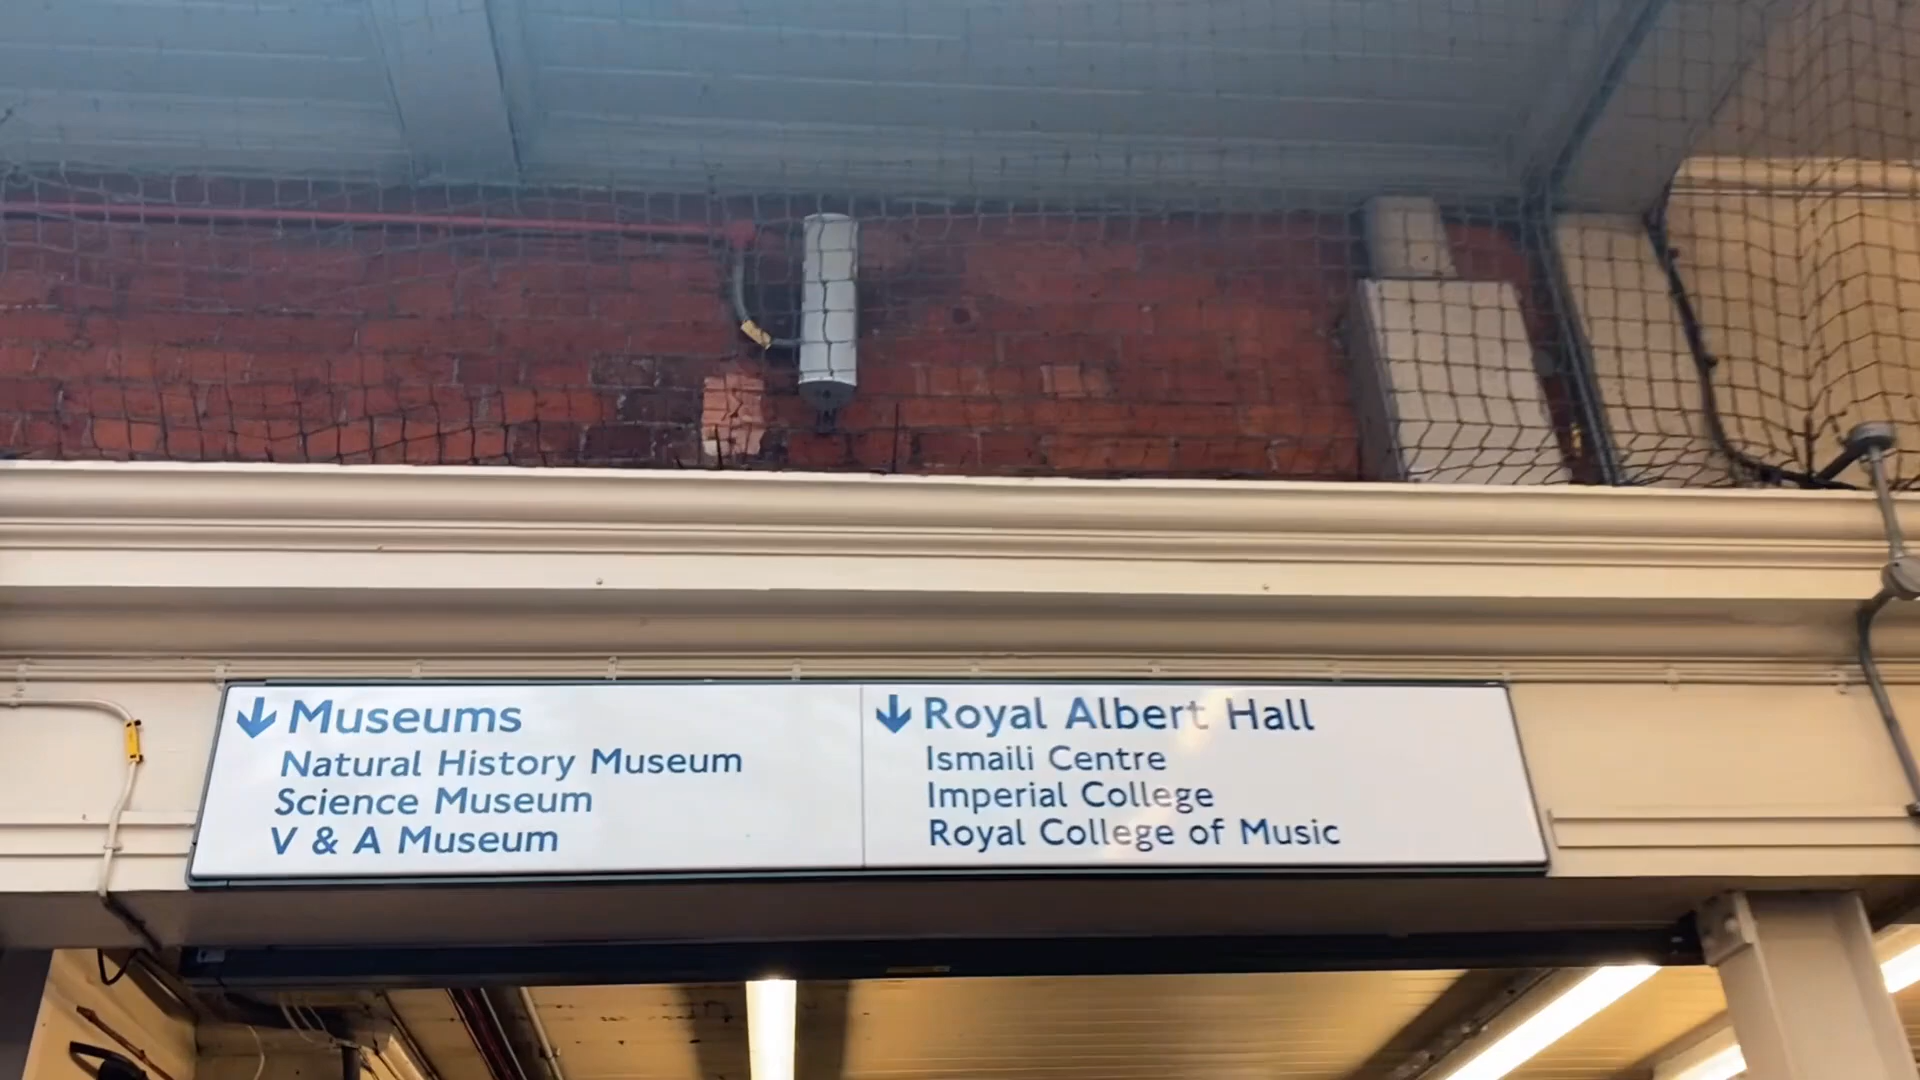 Museums
Natural History Museum
Science Museum
V & A Museum
Royal Albert Hall
Ismaili Centre
Imperial College
Royal College of Music